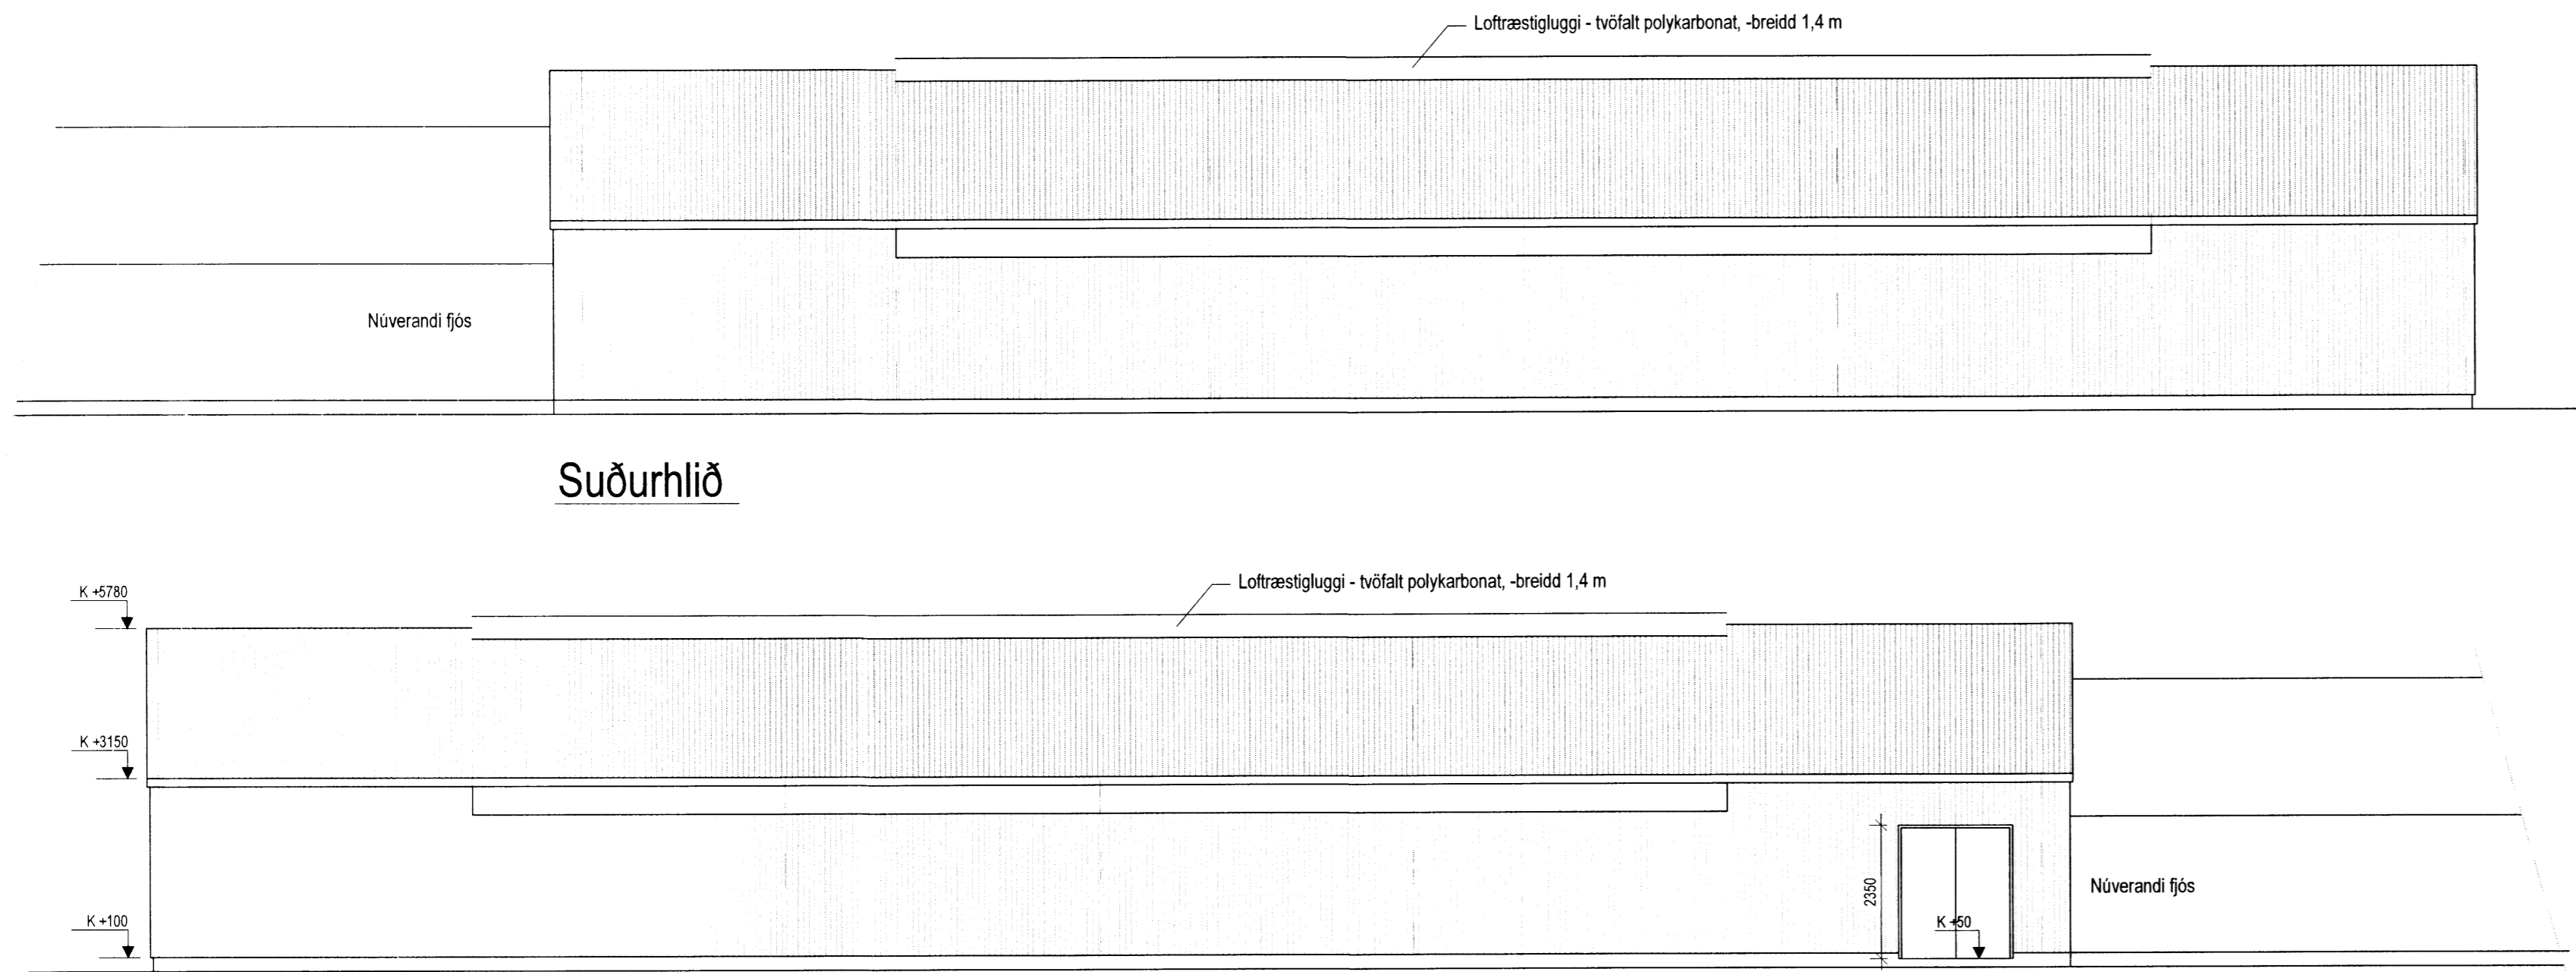 Loftræstigluggi - tvöfalt polykarbonat, -breidd 1,4 m
Núverandi fjós
Suðurhlið
Loftræstigluggi - tvöfalt polykarbonat, -breidd 1,4 m
K +5780
K +3150
K +100
2350
K +50
Núverandi fjós